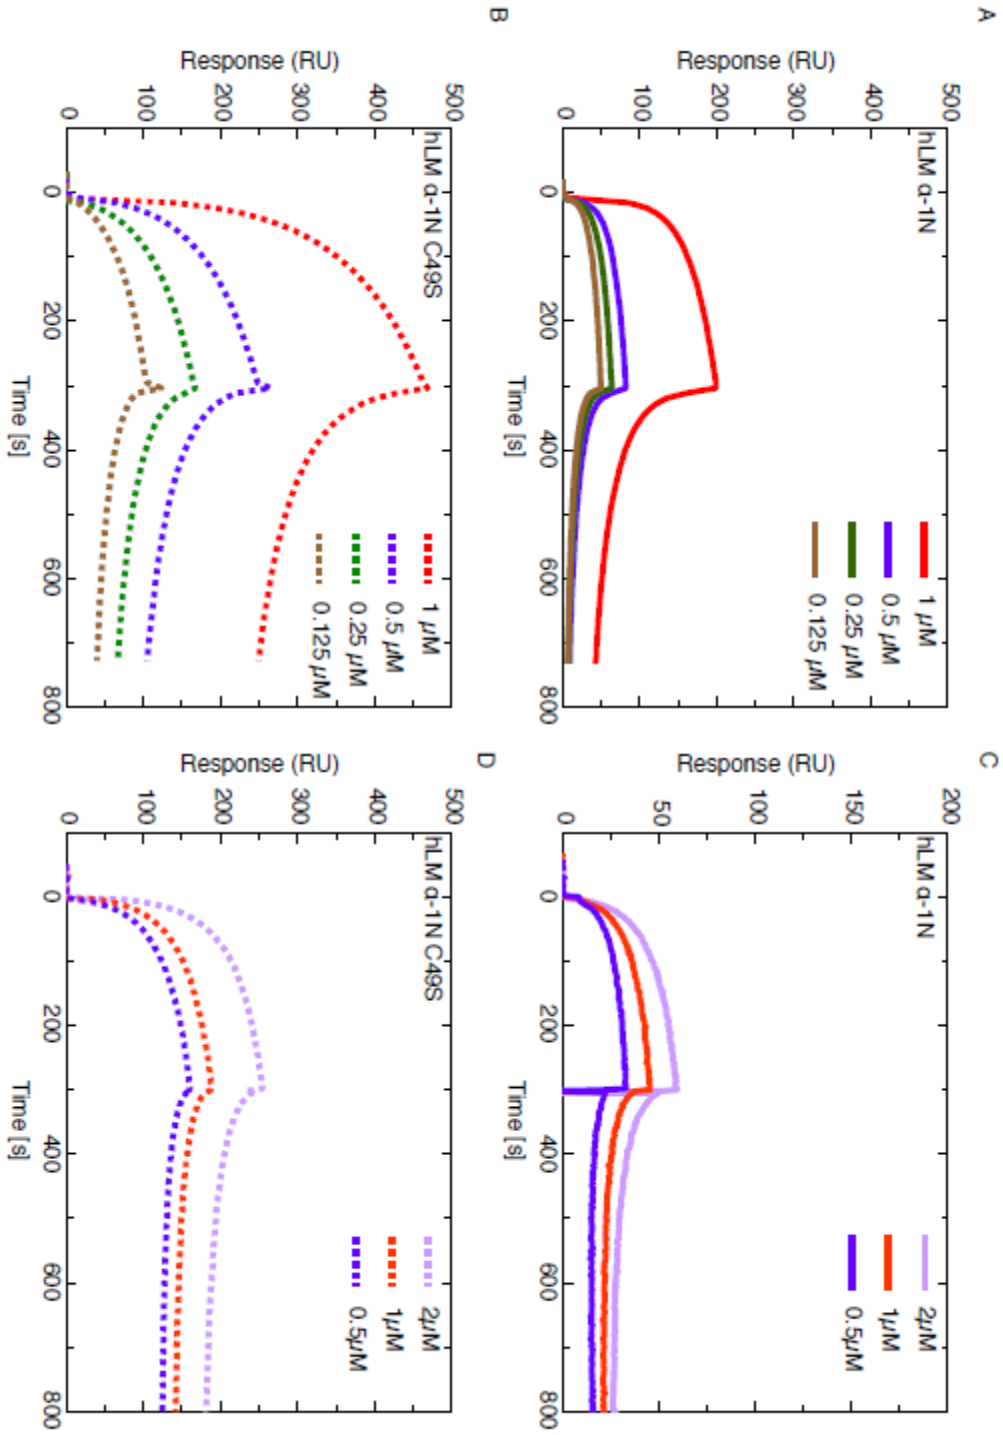 A
hLM α-1N
Response (RU)
0
100
200
300
400
500
0
200
400
600
800
Time [s]
1 µM
0.5 µM
0.25 µM
0.125 µM
B
hLM α-1N C49S
Response (RU)
0
100
200
300
400
500
0
200
400
600
800
Time [s]
1 µM
0.5 µM
0.25 µM
0.125 µM
C
hLM α-1N
Response (RU)
0
50
100
150
200
0
200
400
600
800
Time [s]
2µM
1µM
0.5µM
D
hLM α-1N C49S
Response (RU)
0
100
200
300
400
500
0
200
400
600
800
Time [s]
2µM
1µM
0.5µM